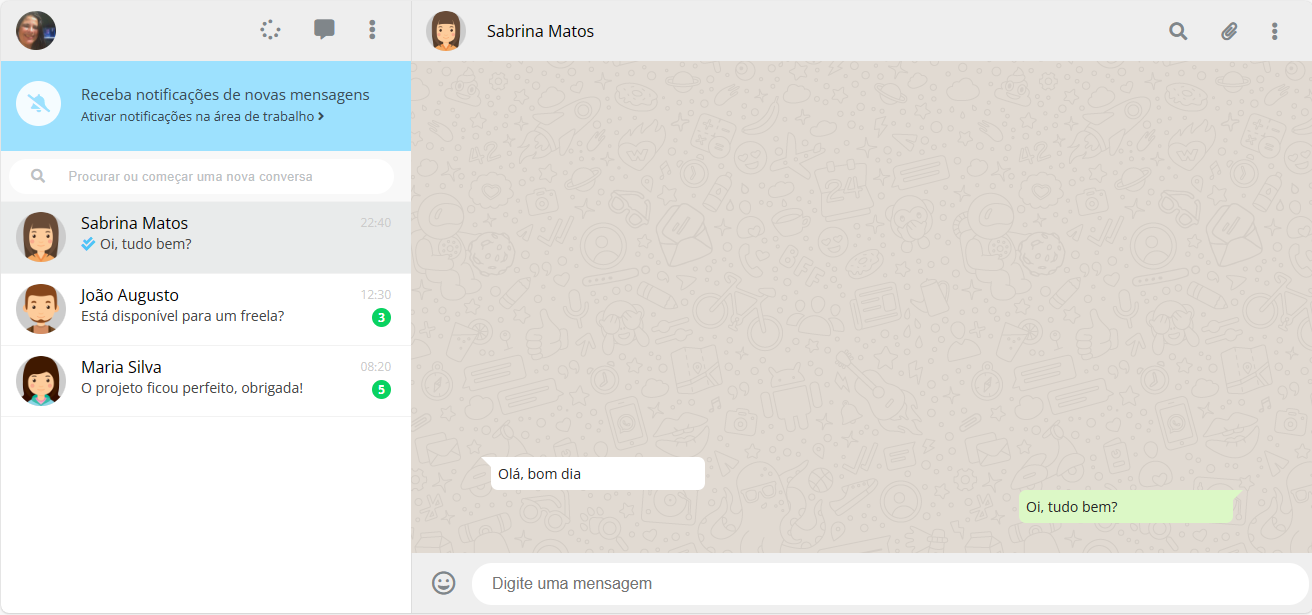 Sabrina Matos
Receba notificações de novas mensagens
Ativar notificações na área de trabalho
Procurar ou começar uma nova conversa
Sabrina Matos 22:40
Oi, tudo bem?
João Augusto 12:30
Está disponível para um freela? 3
Maria Silva 08:20
O projeto ficou perfeito, obrigada! 5
Olá, bom dia
Oi, tudo bem?
Digite uma mensagem